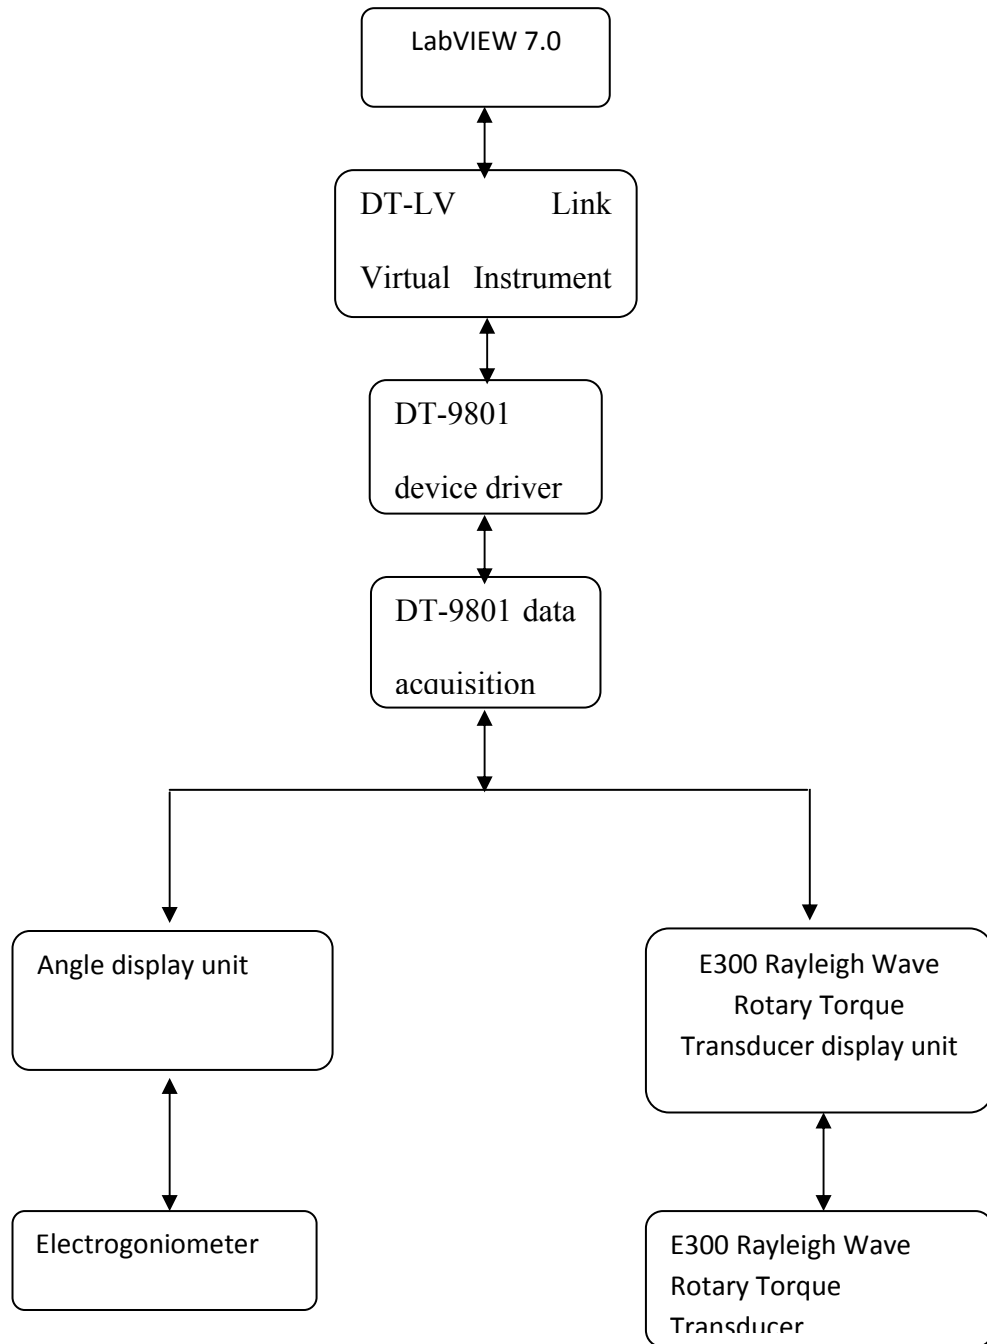 LabVIEW 7.0
DT-LV Link
Virtual Instrument
DT-9801
device driver
DT-9801 data
acquisition
Angle display unit
E300 Rayleigh Wave
Rotary Torque
Transducer display unit
Electrogoniometer
E300 Rayleigh Wave
Rotary Torque
Transducer